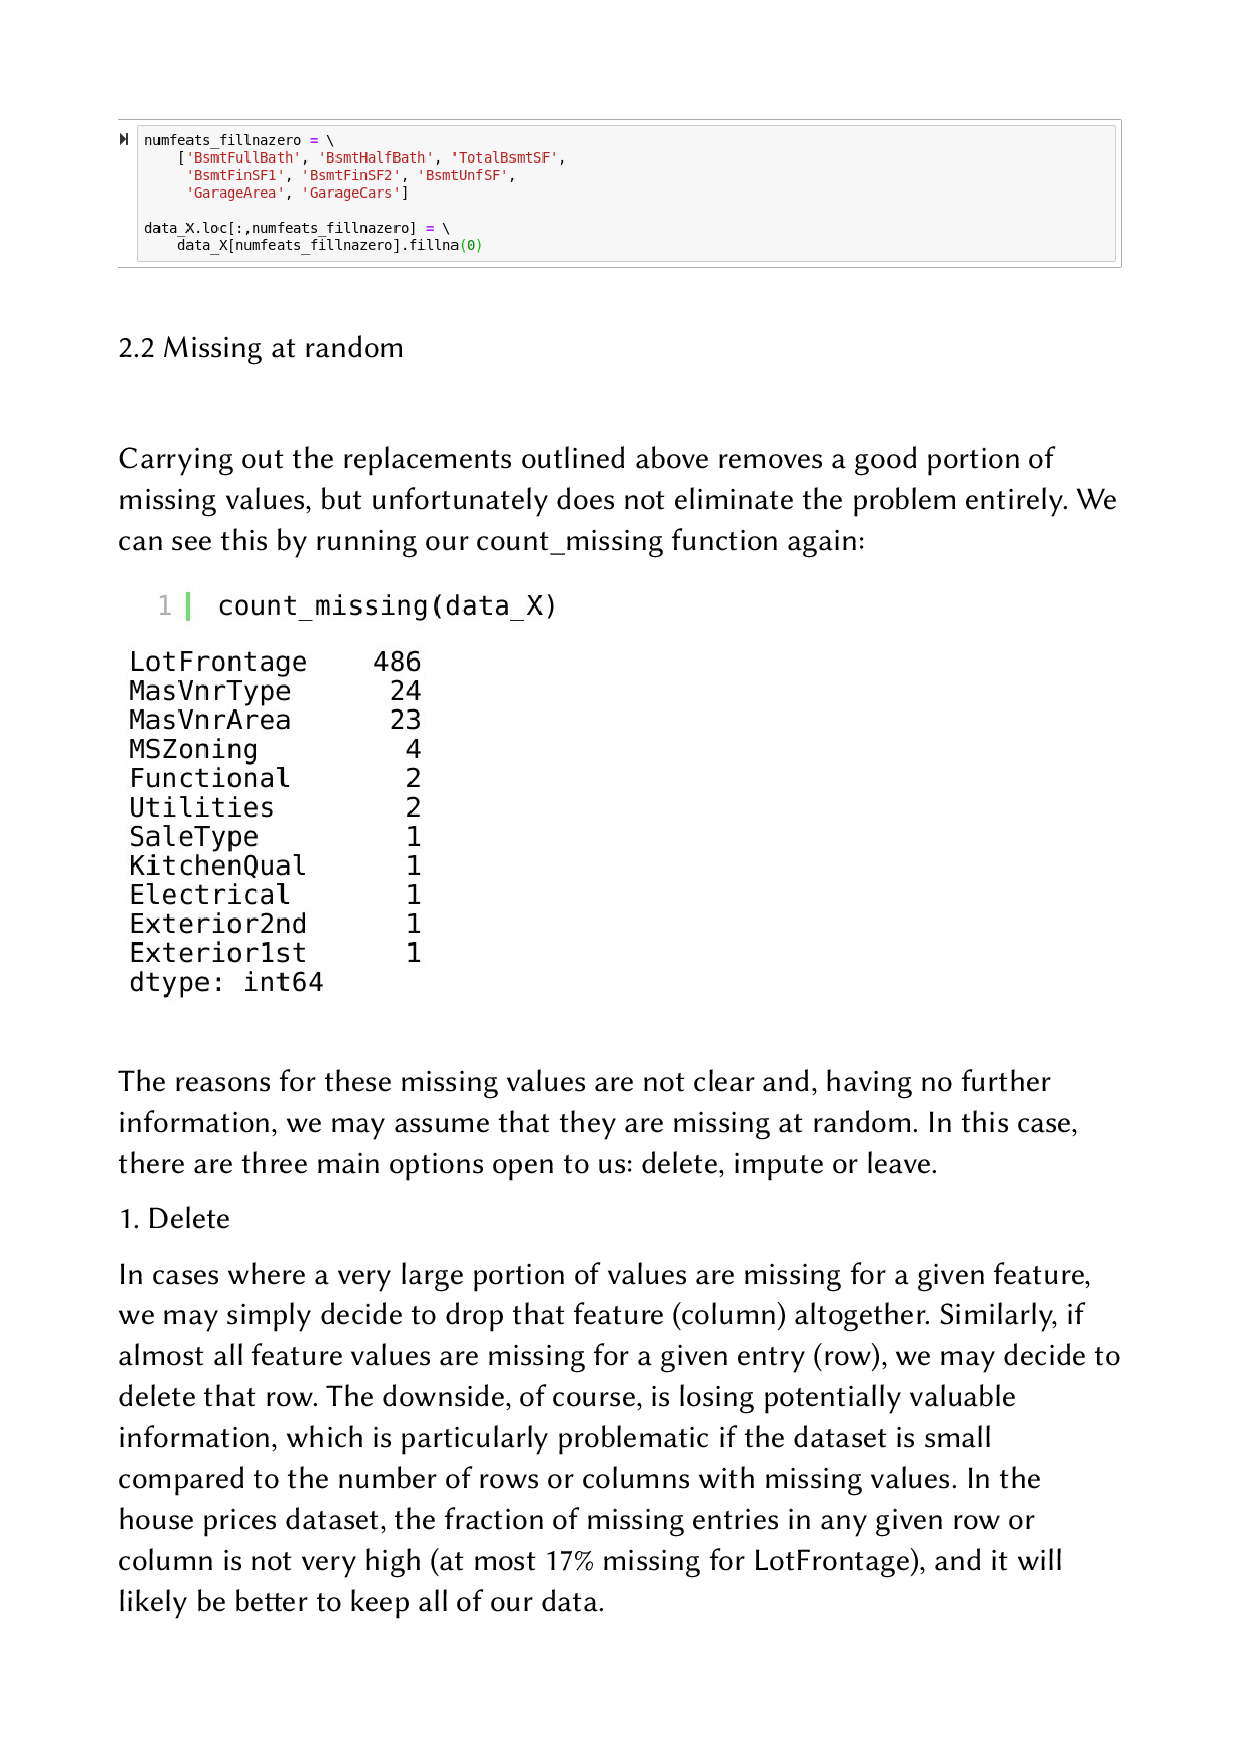 numfeats_fillnazero = \
['BsmtFullBath', 'BsmtHalfBath', 'TotalBsmtSF',
'BsmtFinSF1', 'BsmtFinSF2', 'BsmtUnfSF',
'GarageArea', 'GarageCars']
data_X.loc[:,numfeats_fillnazero] = \
data_X[numfeats_fillnazero].fillna(0)
2.2 Missing at random
Carrying out the replacements outlined above removes a good portion of
missing values, but unfortunately does not eliminate the problem entirely. We
can see this by running our count_missing function again:
1 count_missing(data_X)
LotFrontage 486
MasVnrType 24
MasVnrArea 23
MSZoning 4
Functional 2
Utilities 2
SaleType 1
KitchenQual 1
Electrical 1
Exterior2nd 1
Exterior1st 1
dtype: int64
The reasons for these missing values are not clear and, having no further
information, we may assume that they are missing at random. In this case,
there are three main options open to us: delete, impute or leave.
1. Delete
In cases where a very large portion of values are missing for a given feature,
we may simply decide to drop that feature (column) altogether. Similarly, if
almost all feature values are missing for a given entry (row), we may decide to
delete that row. The downside, of course, is losing potentially valuable
information, which is particularly problematic if the dataset is small
compared to the number of rows or columns with missing values. In the
house prices dataset, the fraction of missing entries in any given row or
column is not very high (at most 17% missing for LotFrontage), and it will
likely be better to keep all of our data.